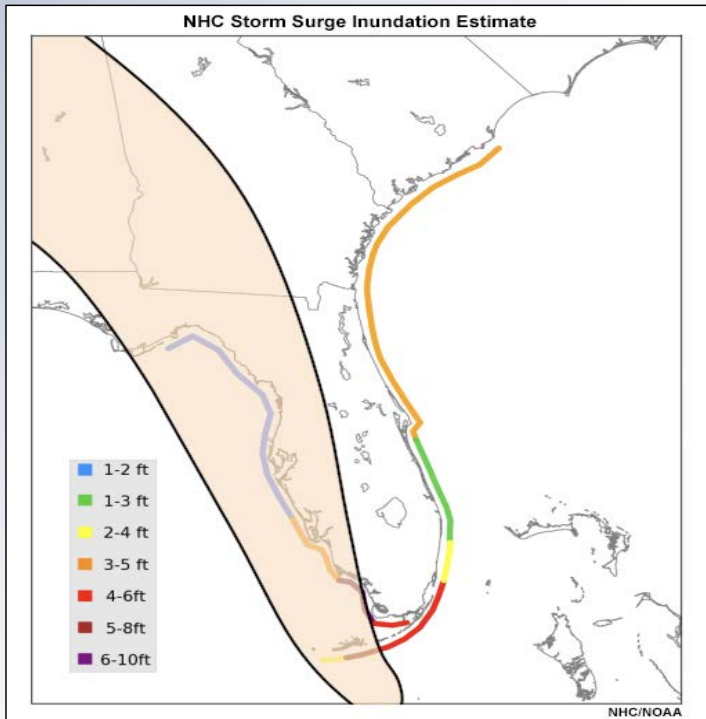 NHC Storm Surge Inundation Estimate
1-2 ft
1-3 ft
2-4 ft
3-5 ft
4-6ft
5-8ft
6-10ft
NHC/NOAA